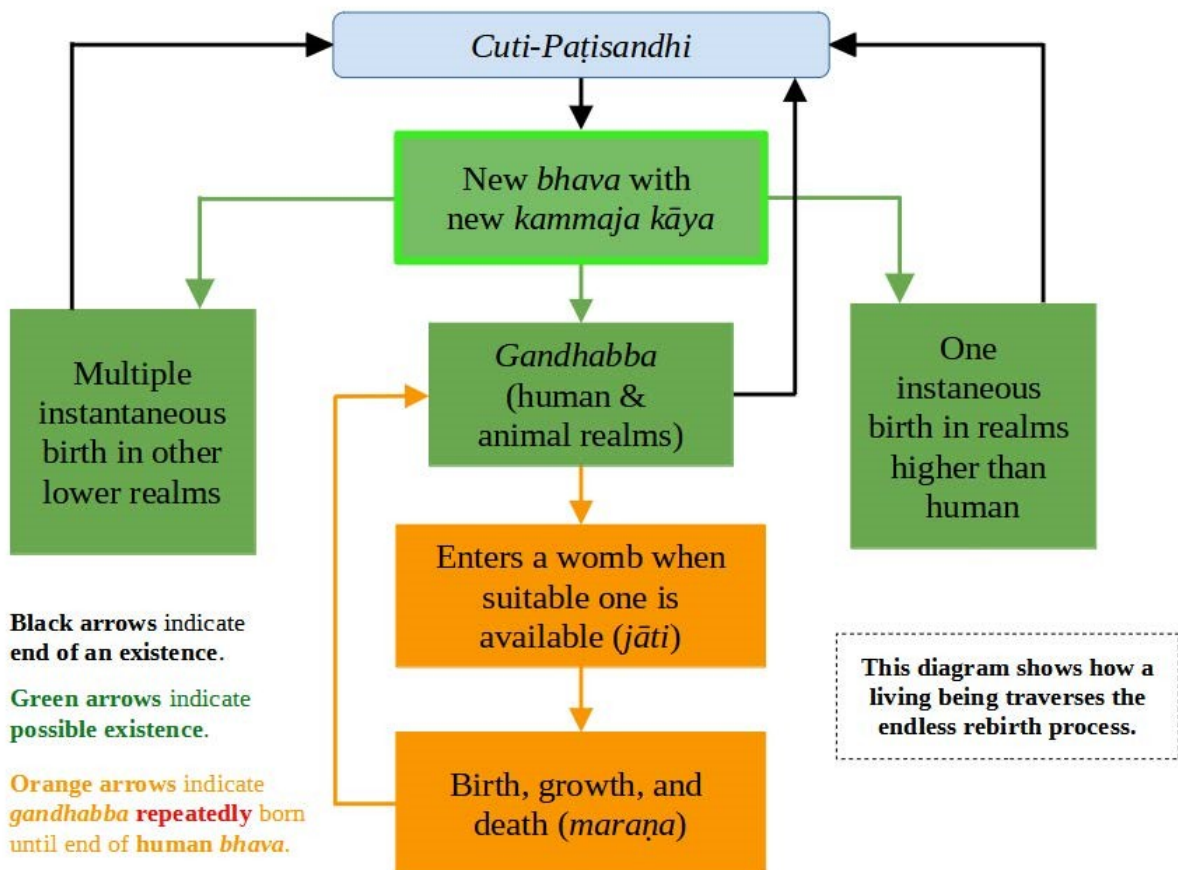 Cuti-Paṭisandhi
New bhava with
new kammaja kāya
Multiple
instantaneous
birth in other
lower realms
Gandhabba
(human &
animal realms)
One
instaneous
birth in realms
higher than
human
Enters a womb when
suitable one is
available (jāti)
Birth, growth, and
death (maraṇa)
Black arrows indicate
end of an existence.
Green arrows indicate
possible existence.
Orange arrows indicate
gandhabba repeatedly born
until end of human bhava.
This diagram shows how a
living being traverses the
endless rebirth process.